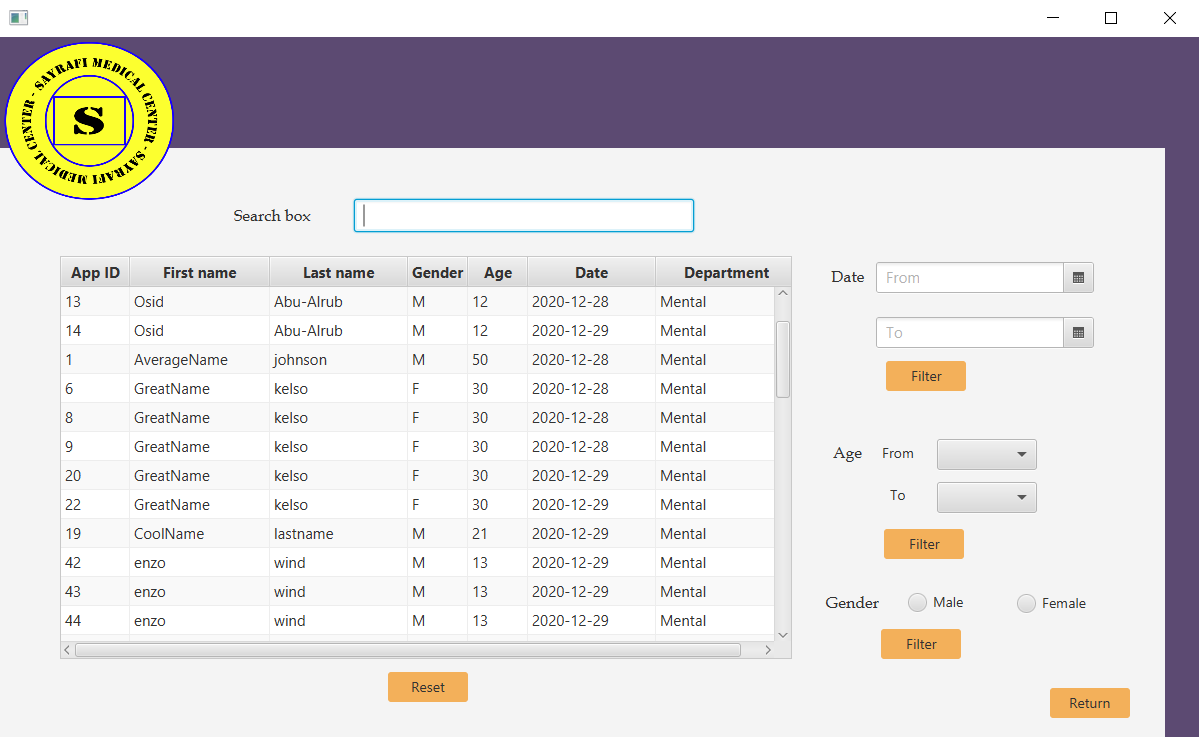 SAYRAFI MEDICAL CENTER - SAYRAFI MEDICAL CENTER -
S
Search box
App ID First name Last name Gender Age Date Department
13 Osid Abu-Alrub M 12 2020-12-28 Mental
14 Osid Abu-Alrub M 12 2020-12-29 Mental
1 AverageName johnson M 50 2020-12-28 Mental
6 GreatName kelso F 30 2020-12-28 Mental
8 GreatName kelso F 30 2020-12-28 Mental
9 GreatName kelso F 30 2020-12-28 Mental
20 GreatName kelso F 30 2020-12-29 Mental
22 GreatName kelso F 30 2020-12-29 Mental
19 CoolName lastname M 21 2020-12-29 Mental
42 enzo wind M 13 2020-12-29 Mental
43 enzo wind M 13 2020-12-29 Mental
44 enzo wind M 13 2020-12-29 Mental
Reset
Date From
To
Filter
Age From
To
Filter
Gender Male Female
Filter
Return